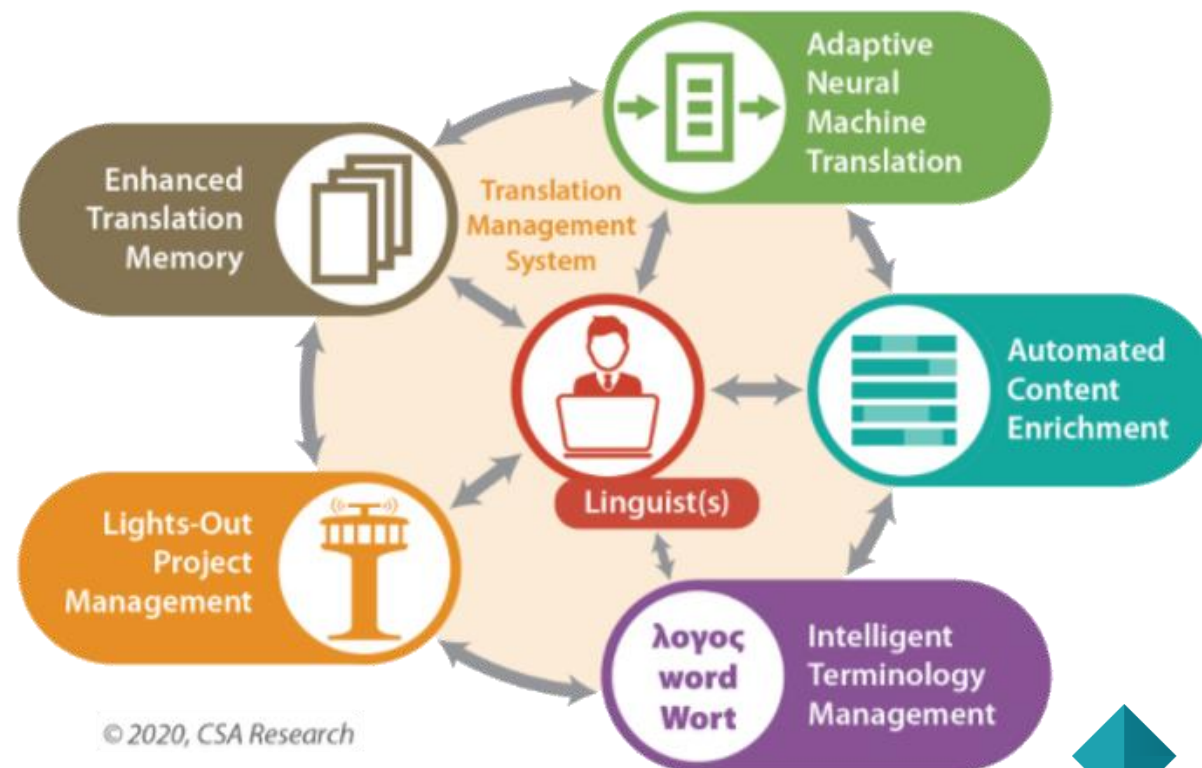 Adaptive
Neural
Machine
Translation
Enhanced
Translation
Memory
Translation
Management
System
Automated
Content
Enrichment
Linguist(s)
Lights-Out
Project
Management
λογος
word
Wort
Intelligent
Terminology
Management
© 2020, CSA Research